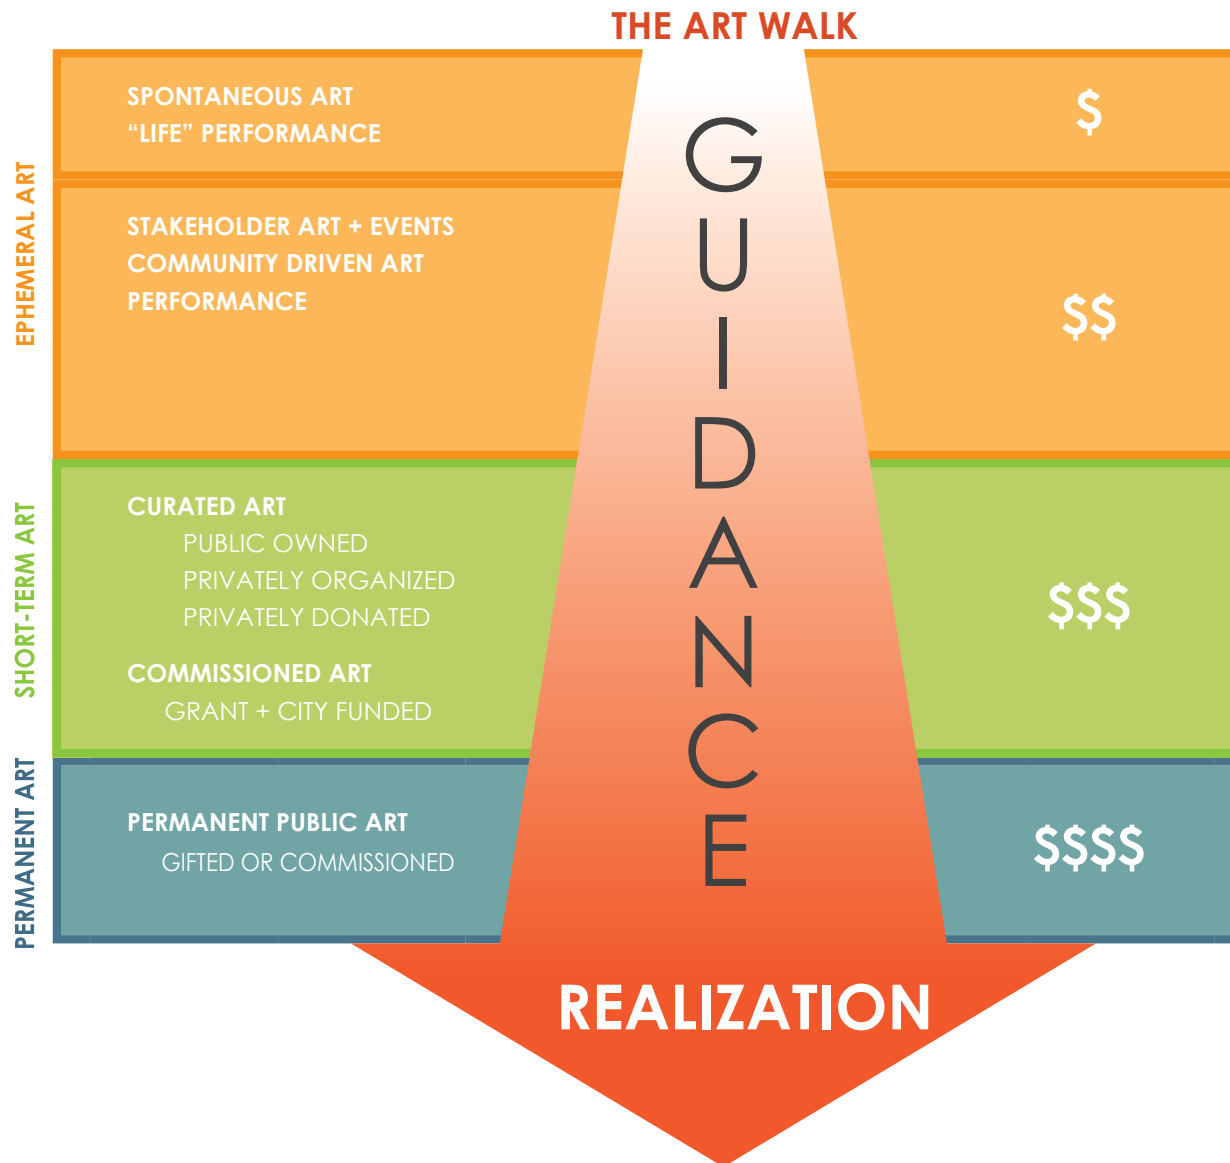 THE ART WALK
EPHEMERAL ART
SPONTANEOUS ART
“LIFE” PERFORMANCE
$
STAKEHOLDER ART + EVENTS
COMMUNITY DRIVEN ART
PERFORMANCE
$$
SHORT-TERM ART
CURATED ART
PUBLIC OWNED
PRIVATELY ORGANIZED
PRIVATELY DONATED
COMMISSIONED ART
GRANT + CITY FUNDED
$$$
PERMANENT ART
PERMANENT PUBLIC ART
GIFTED OR COMMISSIONED
$$$$
GUIDANCE
REALIZATION